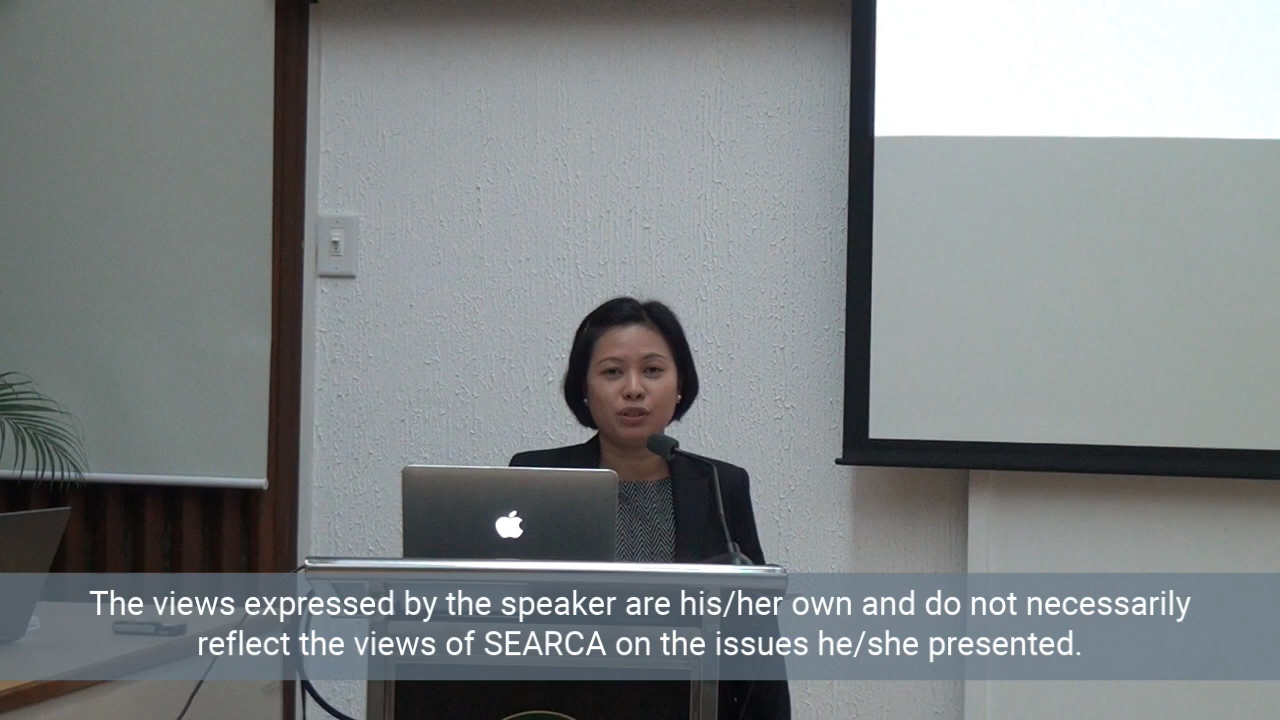 The views expressed by the speaker are his/her own and do not necessarily
reflect the views of SEARCA on the issues he/she presented.